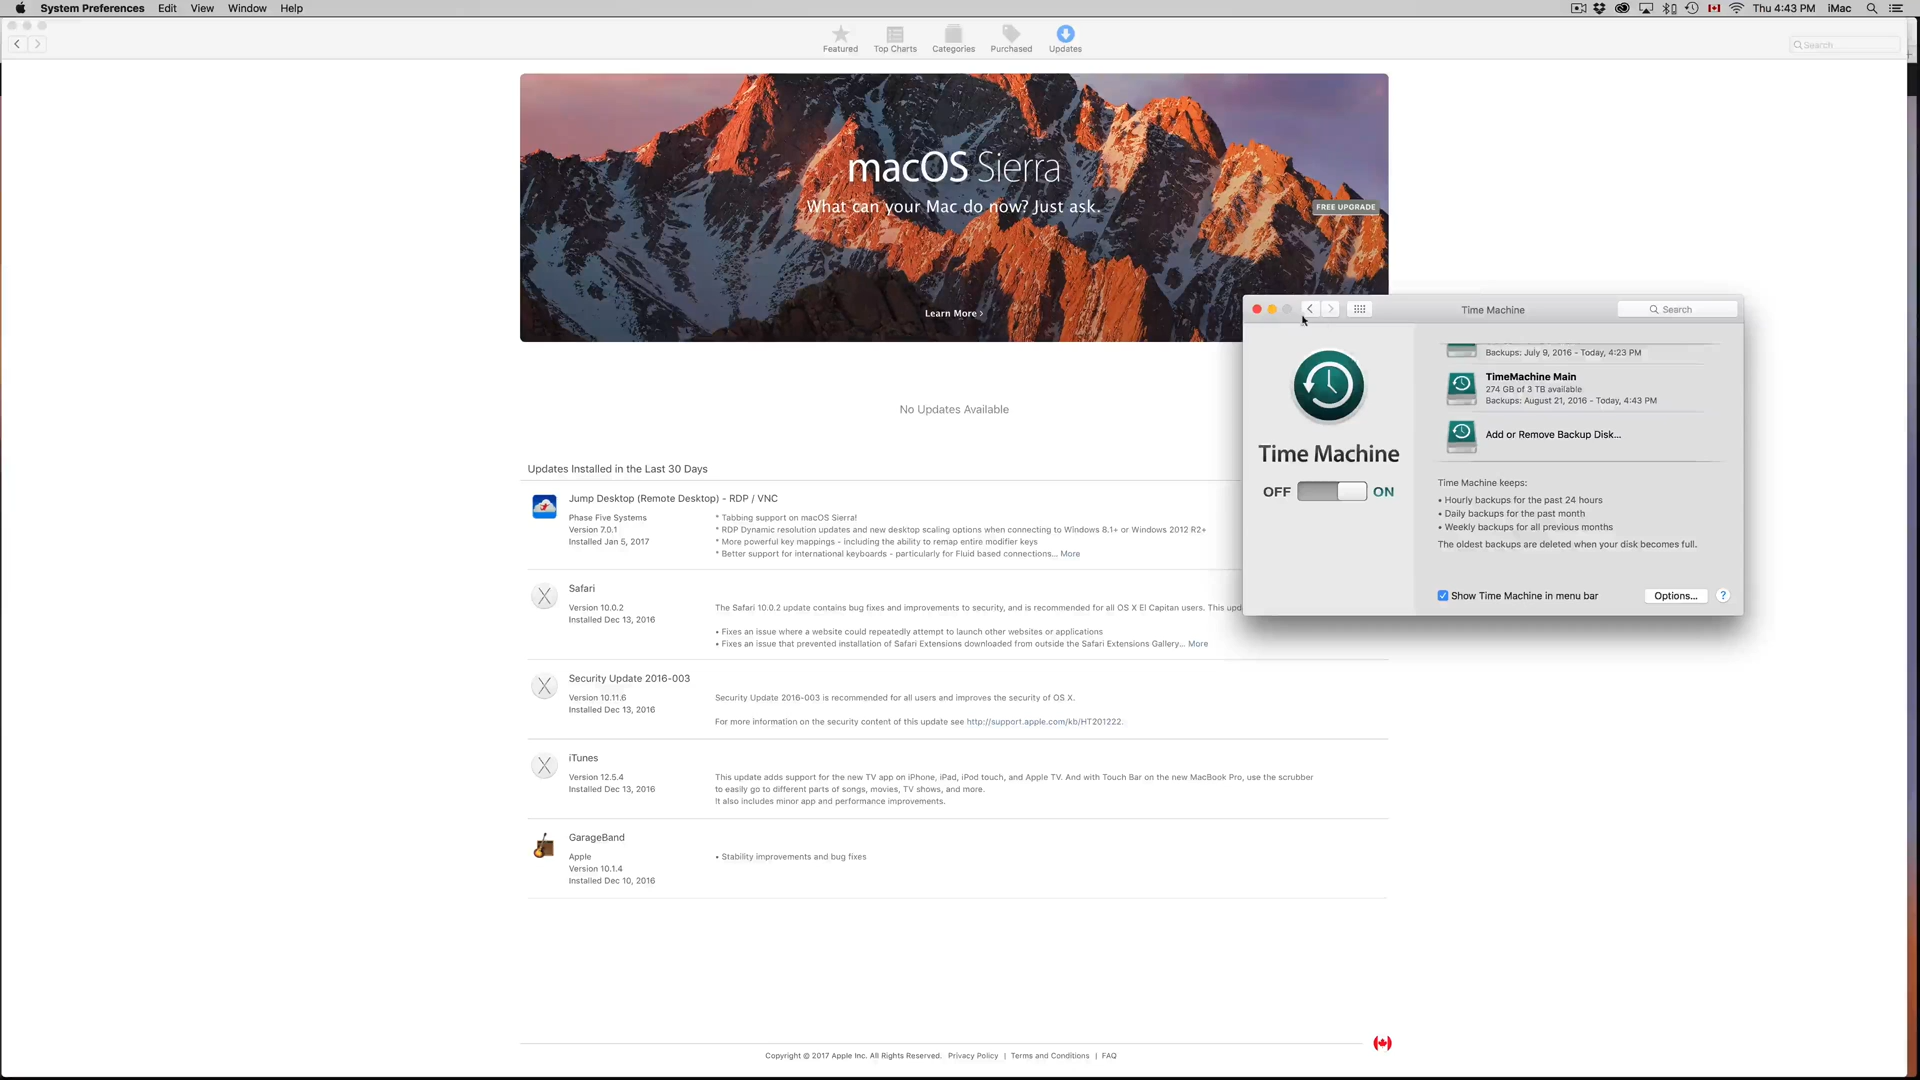 System Preferences Edit View Window Help
Thu 4:43 PM iMac
Featured Top Charts Categories Purchased Updates
Search
macOS Sierra
What can your Mac do now? Just ask.
FREE UPGRADE
Learn More ›
No Updates Available
Updates Installed in the Last 30 Days
Jump Desktop (Remote Desktop) - RDP / VNC
Phase Five Systems
Version 7.0.1
Installed Jan 5, 2017
* Tabbing support on macOS Sierra!
* RDP Dynamic resolution updates and new desktop scaling options when connecting to Windows 8.1+ or Windows 2012 R2+
* More powerful key mappings - including the ability to remap entire modifier keys
* Better support for international keyboards - particularly for Fluid based connections... More
Safari
Version 10.0.2
Installed Dec 13, 2016
The Safari 10.0.2 update contains bug fixes and improvements to security, and is recommended for all OS X El Capitan users. This upd
• Fixes an issue where a website could repeatedly attempt to launch other websites or applications
• Fixes an issue that prevented installation of Safari Extensions downloaded from outside the Safari Extensions Gallery... More
Security Update 2016-003
Version 10.11.6
Installed Dec 13, 2016
Security Update 2016-003 is recommended for all users and improves the security of OS X.
For more information on the security content of this update see http://support.apple.com/kb/HT201222.
iTunes
Version 12.5.4
Installed Dec 13, 2016
This update adds support for the new TV app on iPhone, iPad, iPod touch, and Apple TV. And with Touch Bar on the new MacBook Pro, use the scrubber
to easily go to different parts of songs, movies, TV shows, and more.
It also includes minor app and performance improvements.
GarageBand
Apple
Version 10.1.4
Installed Dec 10, 2016
• Stability improvements and bug fixes
Copyright © 2017 Apple Inc. All Rights Reserved. Privacy Policy | Terms and Conditions | FAQ
Time Machine
Search
Time Machine
OFF ON
Backups: July 9, 2016 - Today, 4:23 PM
TimeMachine Main
274 GB of 3 TB available
Backups: August 21, 2016 - Today, 4:43 PM
Add or Remove Backup Disk...
Time Machine keeps:
• Hourly backups for the past 24 hours
• Daily backups for the past month
• Weekly backups for all previous months
The oldest backups are deleted when your disk becomes full.
Show Time Machine in menu bar
Options... ?